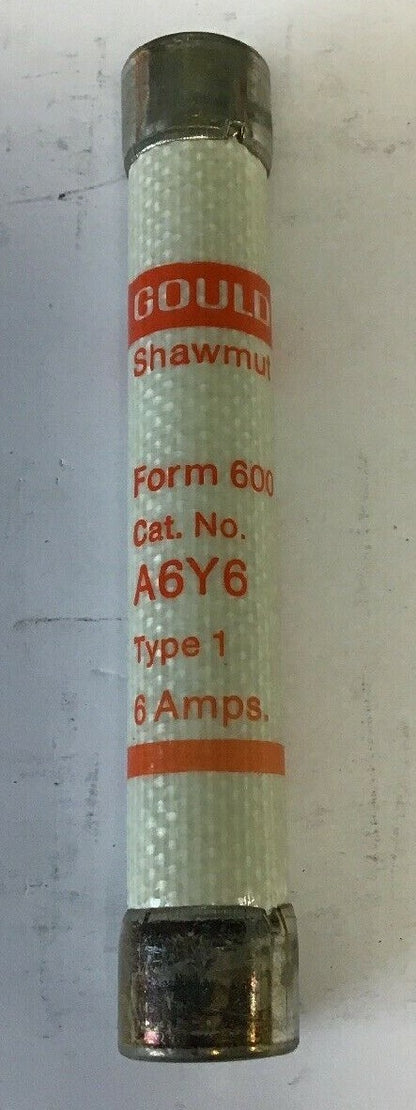 GOULD
Shawmut
Form 600
Cat. No.
A6Y6
Type 1
6 Amps.